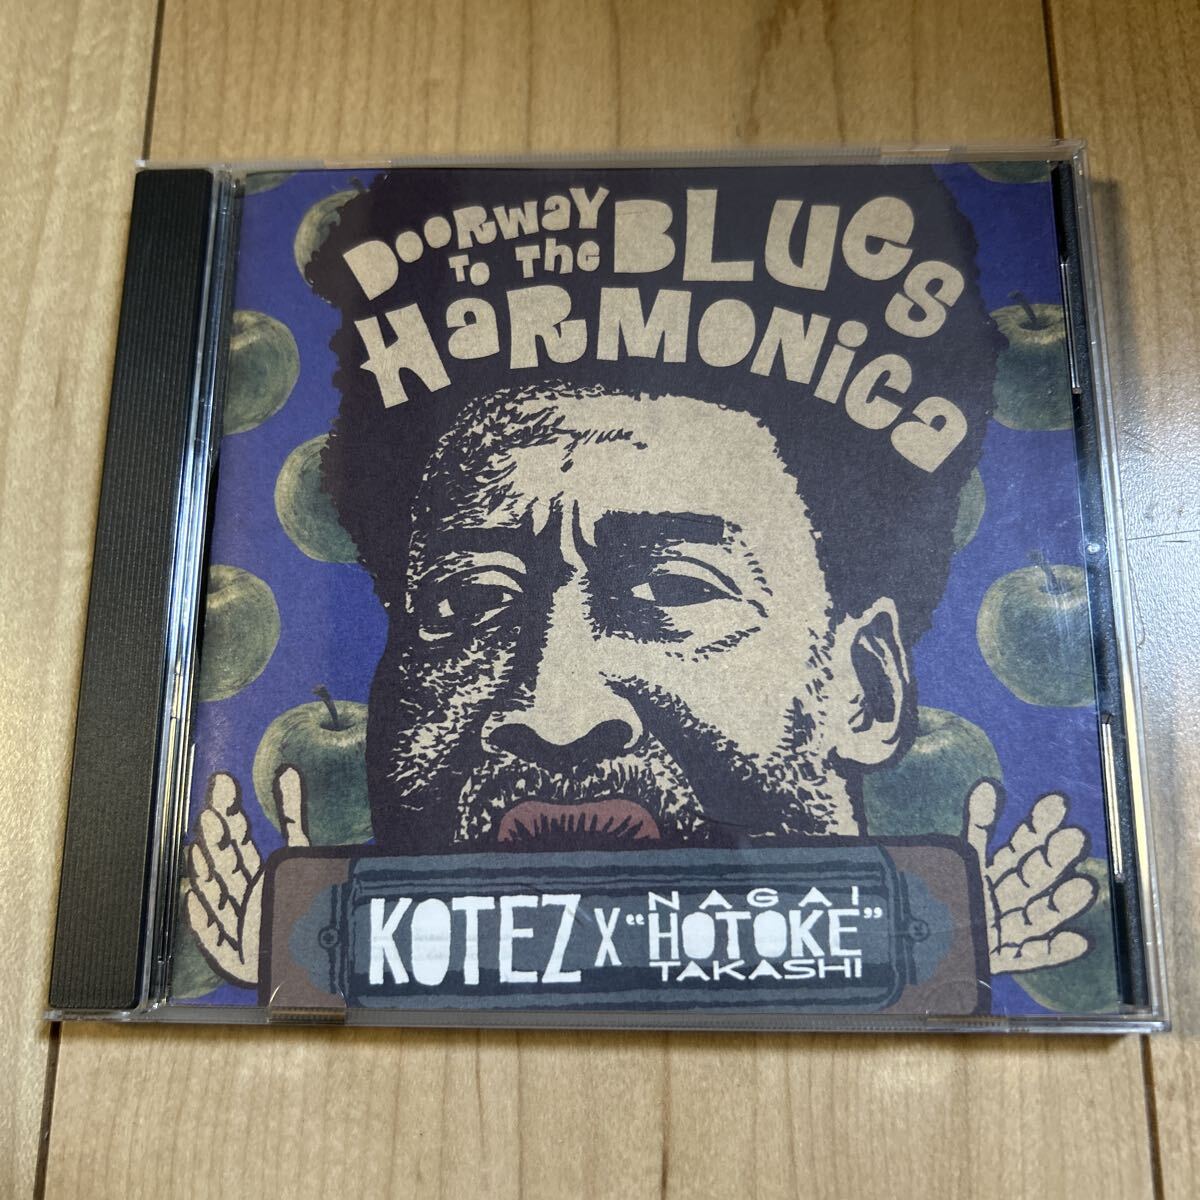 DOORWAY
TO THE BLUES
HARMONICA
KOTEZ X "NAGAI
HOTOKE"
TAKASHI